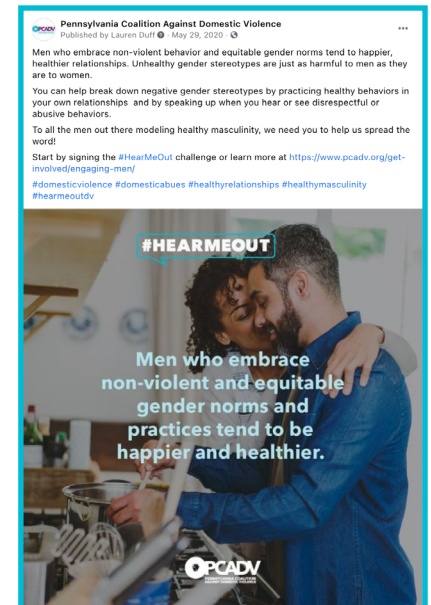 Pennsylvania Coalition Against Domestic Violence
Published by Lauren Duff · May 29, 2020 ·
Men who embrace non-violent behavior and equitable gender norms tend to happier,
healthier relationships. Unhealthy gender stereotypes are just as harmful to men as they
are to women.
You can help break down negative gender stereotypes by practicing healthy behaviors in
your own relationships and by speaking up when you hear or see disrespectful or
abusive behaviors.
To all the men out there modeling healthy masculinity, we need you to help us spread the
word!
Start by signing the #HearMeOut challenge or learn more at https://www.pcadv.org/get-
involved/engaging-men/
#domesticviolence #domesticabues #healthyrelationships #healthymasculinity
#hearmeoutdv
#HEARMEOUT
Men who embrace
non-violent and equitable
gender norms and
practices tend to be
happier and healthier.
PCADV
PENNSYLVANIA COALITION
AGAINST DOMESTIC VIOLENCE